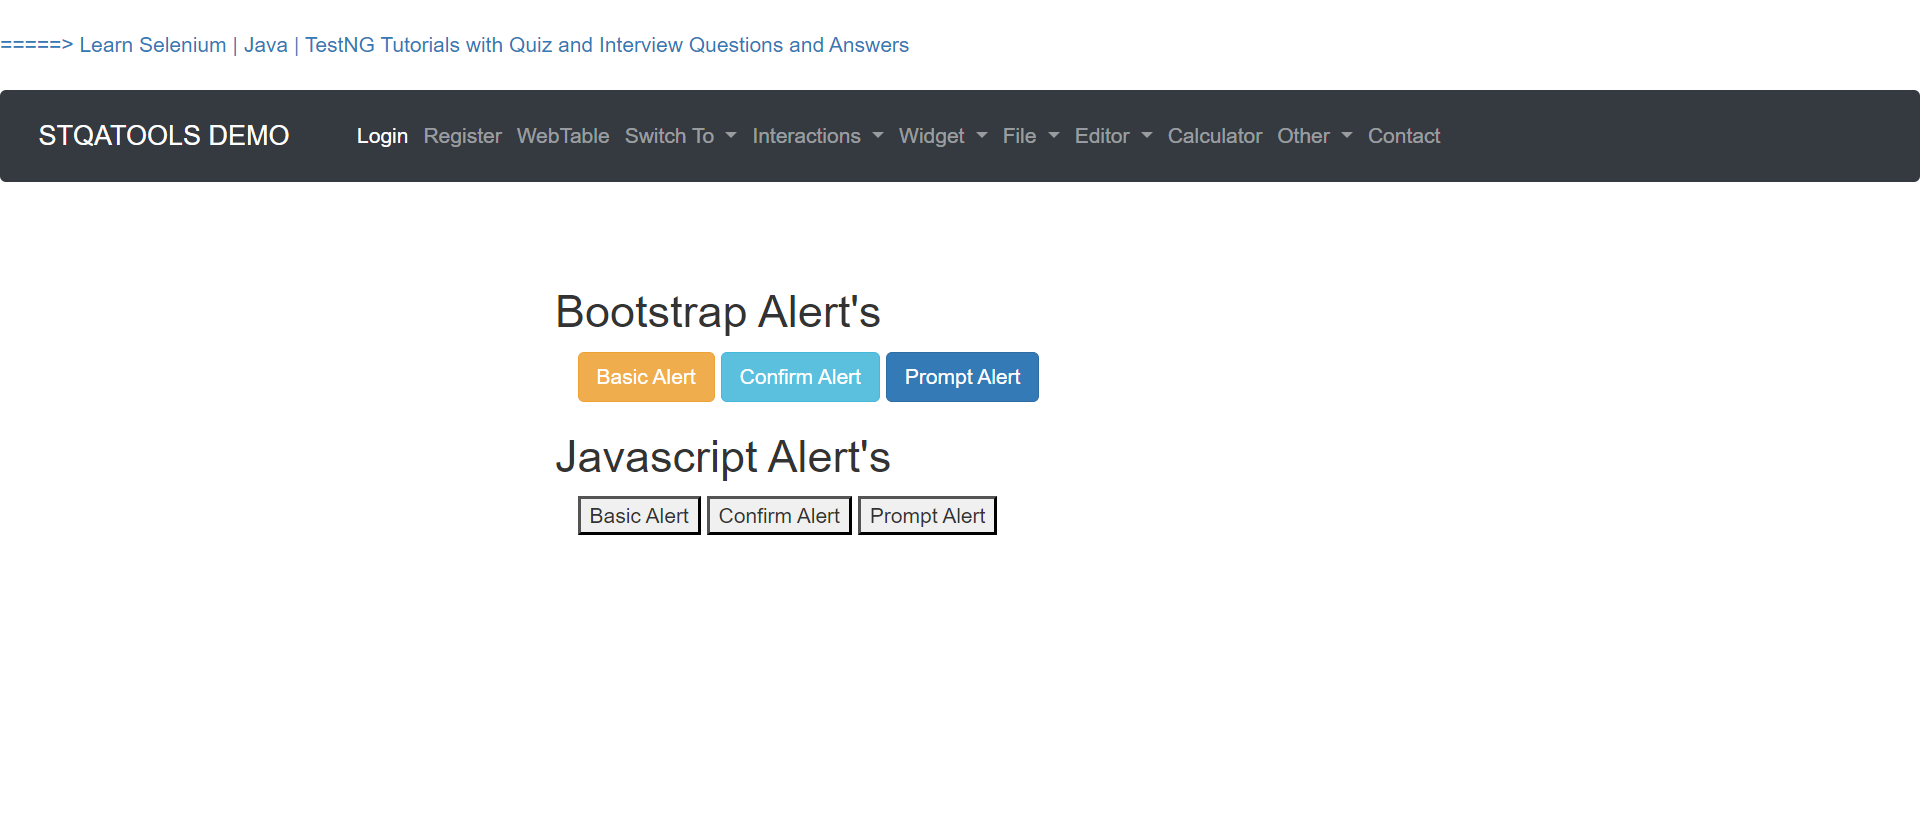 =====> Learn Selenium | Java | TestNG Tutorials with Quiz and Interview Questions and Answers
STQATOOLS DEMO Login Register WebTable Switch To Interactions Widget File Editor Calculator Other Contact
Bootstrap Alert's
Basic Alert Confirm Alert Prompt Alert
Javascript Alert's
Basic Alert Confirm Alert Prompt Alert